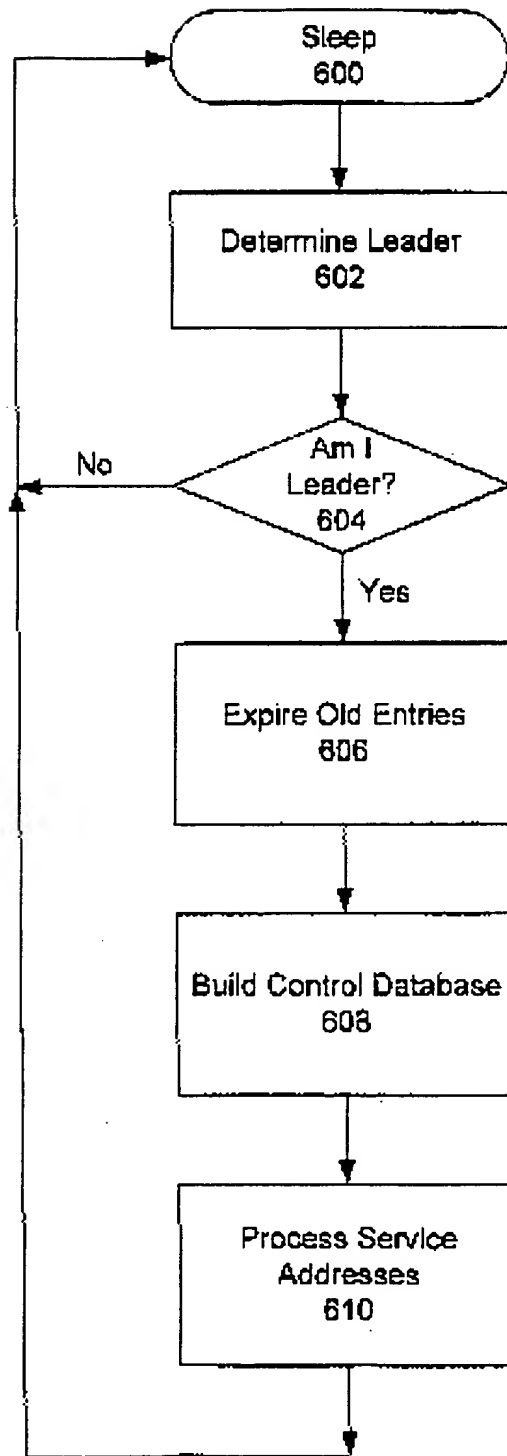 Sleep
600
Determine Leader
602
Am I
Leader?
604
No
Yes
Expire Old Entries
606
Build Control Database
608
Process Service
Addresses
610